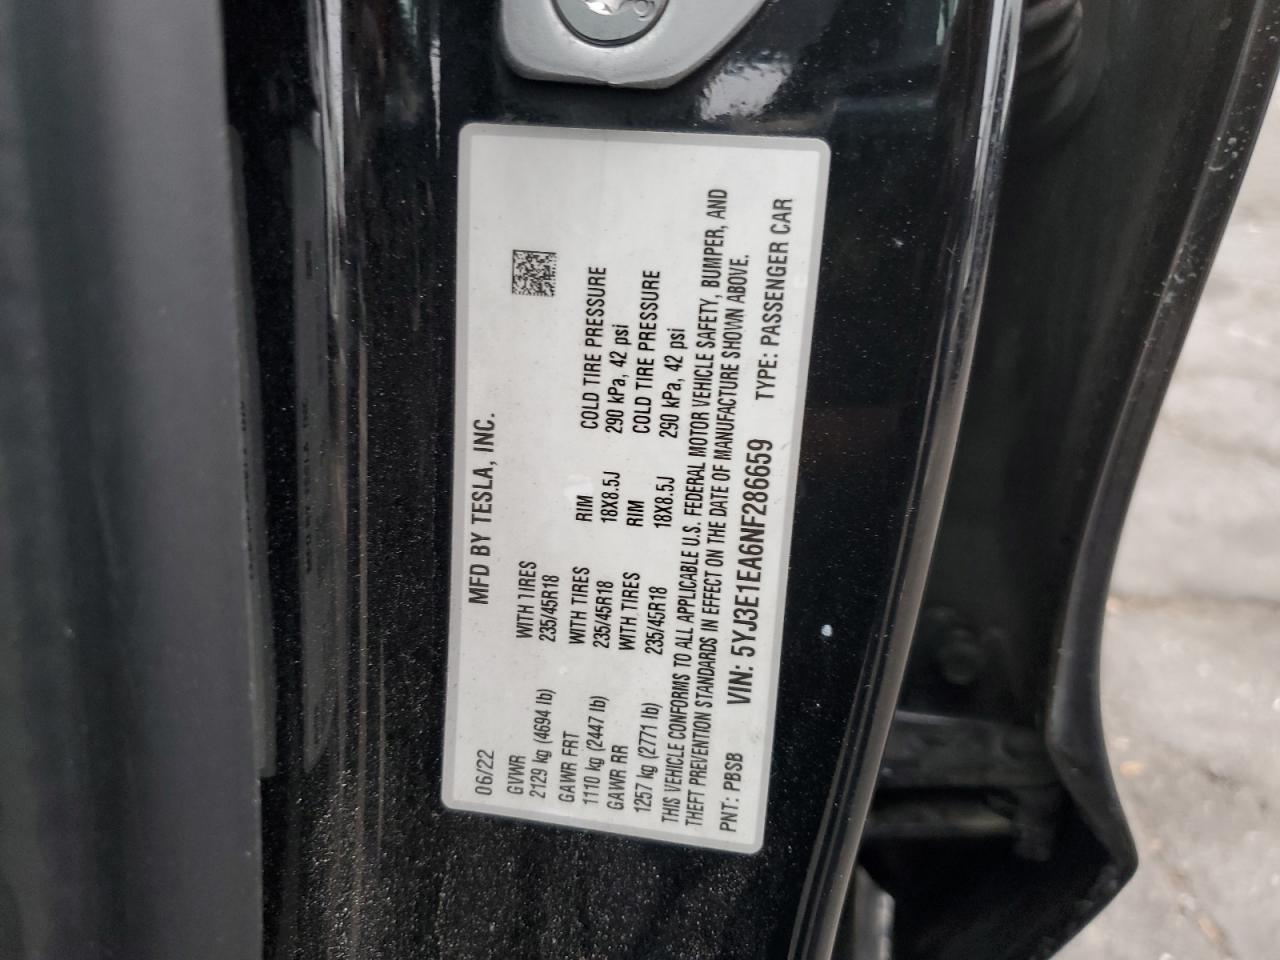 MFD BY TESLA, INC.
06/22
GVWR
2129 kg (4694 lb)
WITH TIRES
235/45R18
GAWR FRT
1110 kg (2447 lb)
WITH TIRES
235/45R18
RIM
18X8.5J
COLD TIRE PRESSURE
290 kPa, 42 psi
GAWR RR
1257 kg (2771 lb)
WITH TIRES
235/45R18
RIM
18X8.5J
COLD TIRE PRESSURE
290 kPa, 42 psi
THIS VEHICLE CONFORMS TO ALL APPLICABLE U.S. FEDERAL MOTOR VEHICLE SAFETY, BUMPER, AND
THEFT PREVENTION STANDARDS IN EFFECT ON THE DATE OF MANUFACTURE SHOWN ABOVE.
PNT: PBSB VIN: 5YJ3E1EA6NF286659 TYPE: PASSENGER CAR